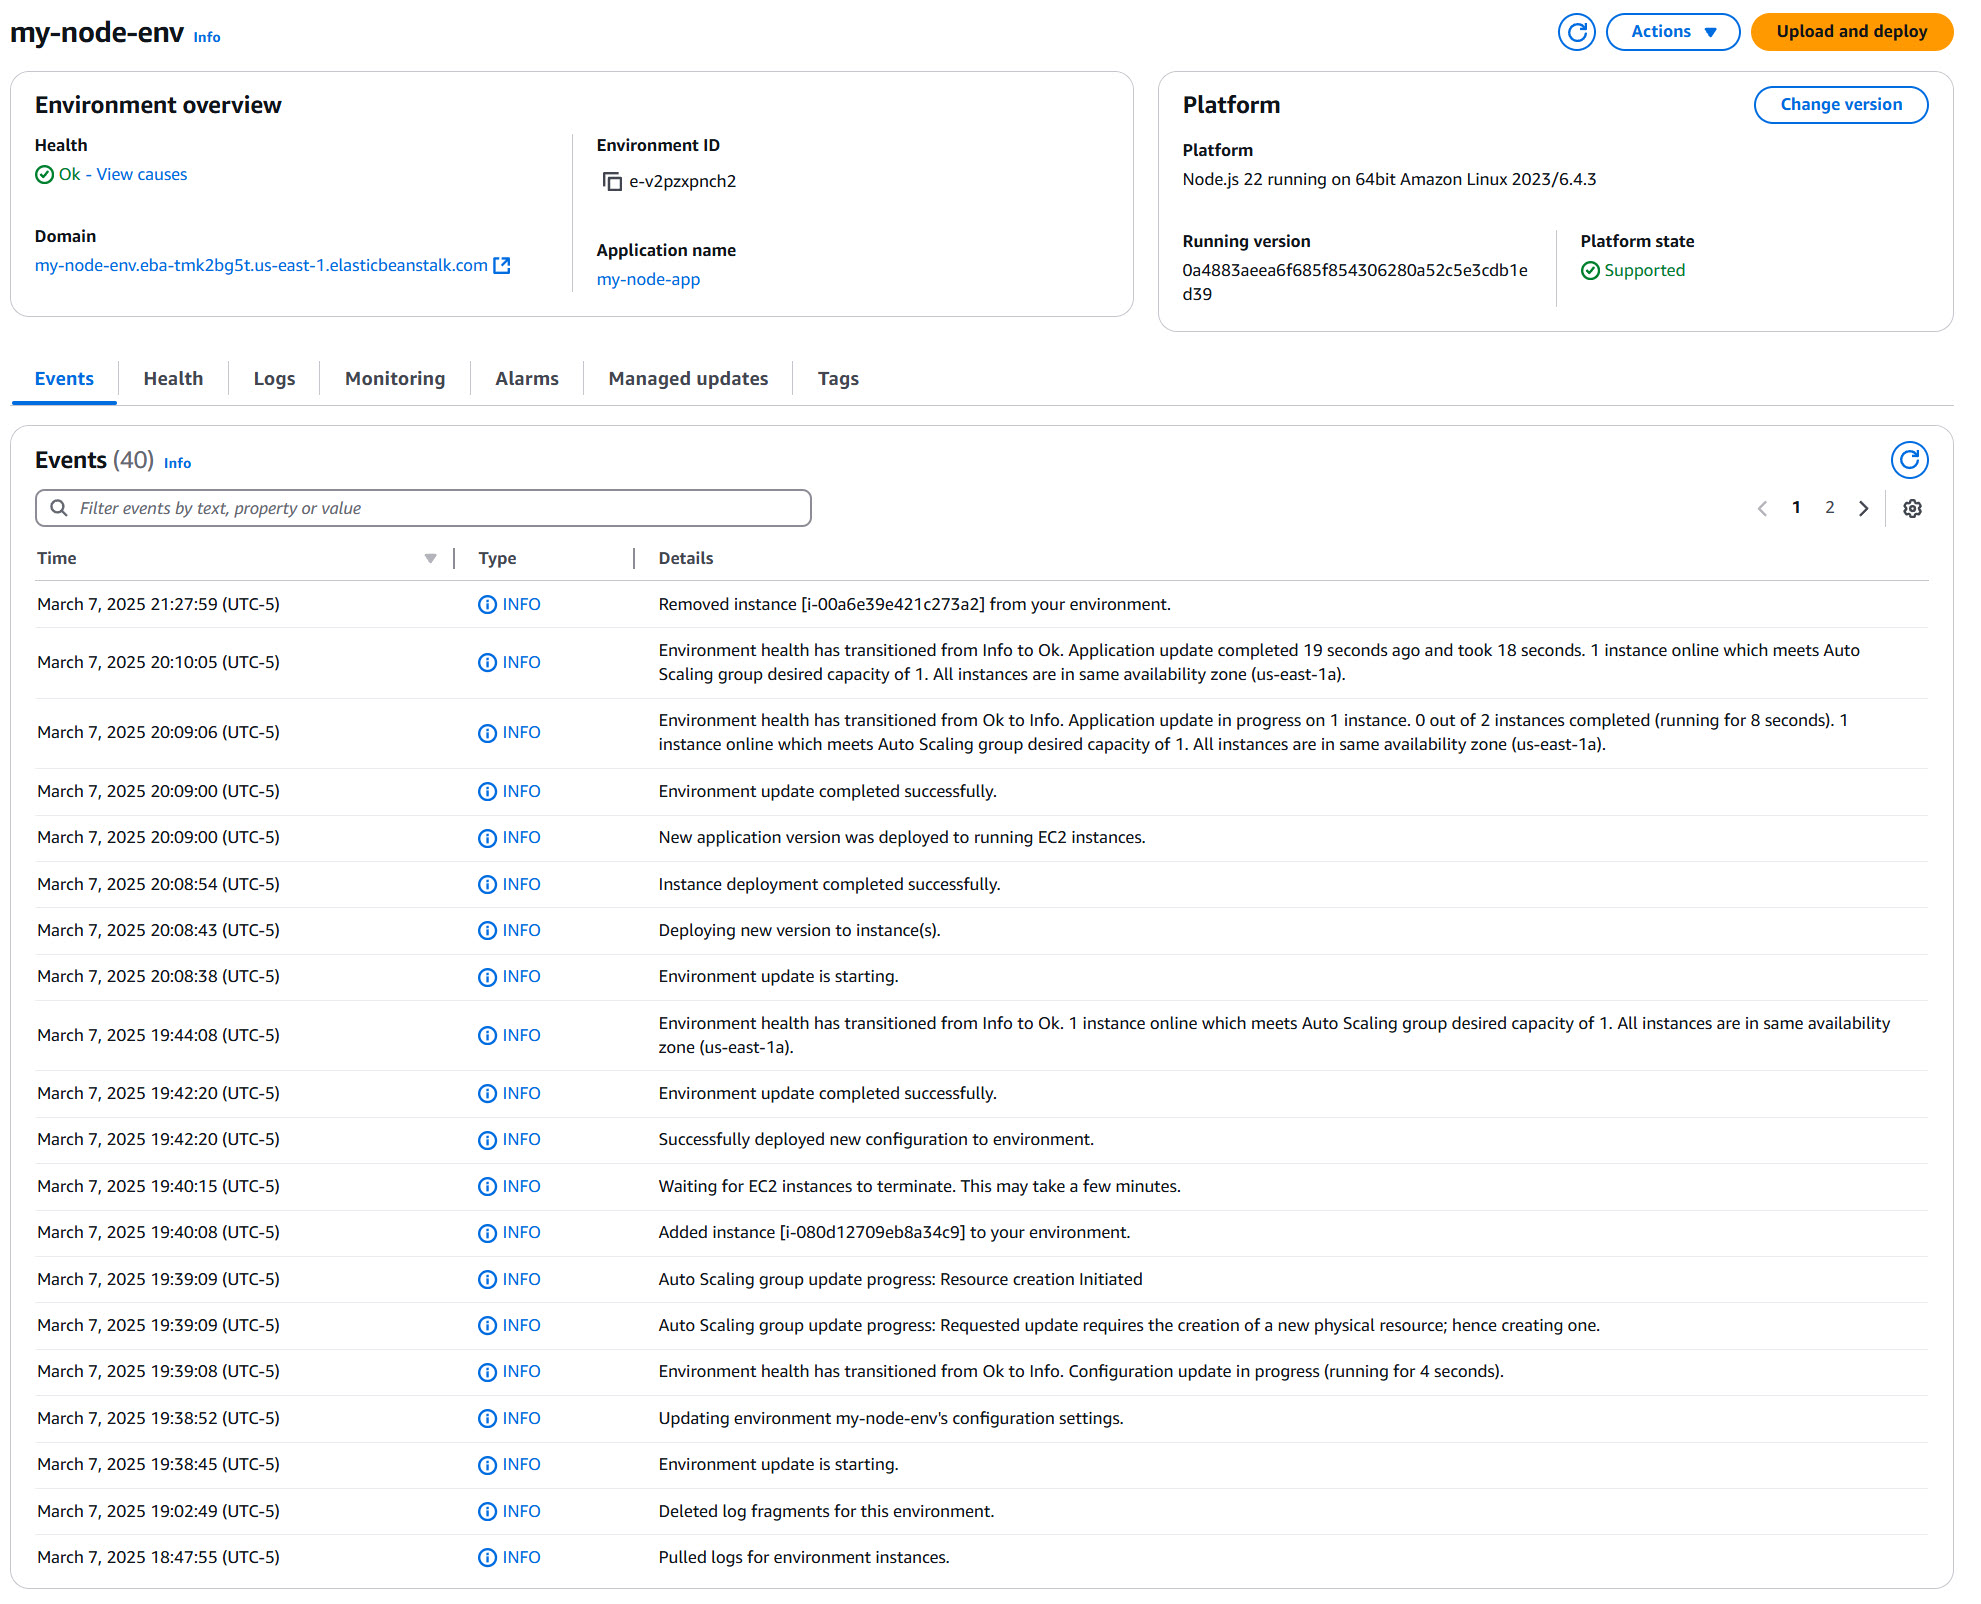 my-node-env Info
Actions
Upload and deploy
Environment overview
Health
Ok - View causes
Domain
my-node-env.eba-tmk2bg5t.us-east-1.elasticbeanstalk.com
Environment ID
e-v2pzxpnch2
Application name
my-node-app
Platform
Change version
Platform
Node.js 22 running on 64bit Amazon Linux 2023/6.4.3
Running version
0a4883aeea6f685f854306280a52c5e3cdb1e
d39
Platform state
Supported
Events Health Logs Monitoring Alarms Managed updates Tags
Events (40) Info
Filter events by text, property or value
1 2
Time Type Details
March 7, 2025 21:27:59 (UTC-5) INFO Removed instance [i-00a6e39e421c273a2] from your environment.
March 7, 2025 20:10:05 (UTC-5) INFO Environment health has transitioned from Info to Ok. Application update completed 19 seconds ago and took 18 seconds. 1 instance online which meets Auto
Scaling group desired capacity of 1. All instances are in same availability zone (us-east-1a).
March 7, 2025 20:09:06 (UTC-5) INFO Environment health has transitioned from Ok to Info. Application update in progress on 1 instance. 0 out of 2 instances completed (running for 8 seconds). 1
instance online which meets Auto Scaling group desired capacity of 1. All instances are in same availability zone (us-east-1a).
March 7, 2025 20:09:00 (UTC-5) INFO Environment update completed successfully.
March 7, 2025 20:09:00 (UTC-5) INFO New application version was deployed to running EC2 instances.
March 7, 2025 20:08:54 (UTC-5) INFO Instance deployment completed successfully.
March 7, 2025 20:08:43 (UTC-5) INFO Deploying new version to instance(s).
March 7, 2025 20:08:38 (UTC-5) INFO Environment update is starting.
March 7, 2025 19:44:08 (UTC-5) INFO Environment health has transitioned from Info to Ok. 1 instance online which meets Auto Scaling group desired capacity of 1. All instances are in same availability
zone (us-east-1a).
March 7, 2025 19:42:20 (UTC-5) INFO Environment update completed successfully.
March 7, 2025 19:42:20 (UTC-5) INFO Successfully deployed new configuration to environment.
March 7, 2025 19:40:15 (UTC-5) INFO Waiting for EC2 instances to terminate. This may take a few minutes.
March 7, 2025 19:40:08 (UTC-5) INFO Added instance [i-080d12709eb8a34c9] to your environment.
March 7, 2025 19:39:09 (UTC-5) INFO Auto Scaling group update progress: Resource creation Initiated
March 7, 2025 19:39:09 (UTC-5) INFO Auto Scaling group update progress: Requested update requires the creation of a new physical resource; hence creating one.
March 7, 2025 19:39:08 (UTC-5) INFO Environment health has transitioned from Ok to Info. Configuration update in progress (running for 4 seconds).
March 7, 2025 19:38:52 (UTC-5) INFO Updating environment my-node-env's configuration settings.
March 7, 2025 19:38:45 (UTC-5) INFO Environment update is starting.
March 7, 2025 19:02:49 (UTC-5) INFO Deleted log fragments for this environment.
March 7, 2025 18:47:55 (UTC-5) INFO Pulled logs for environment instances.